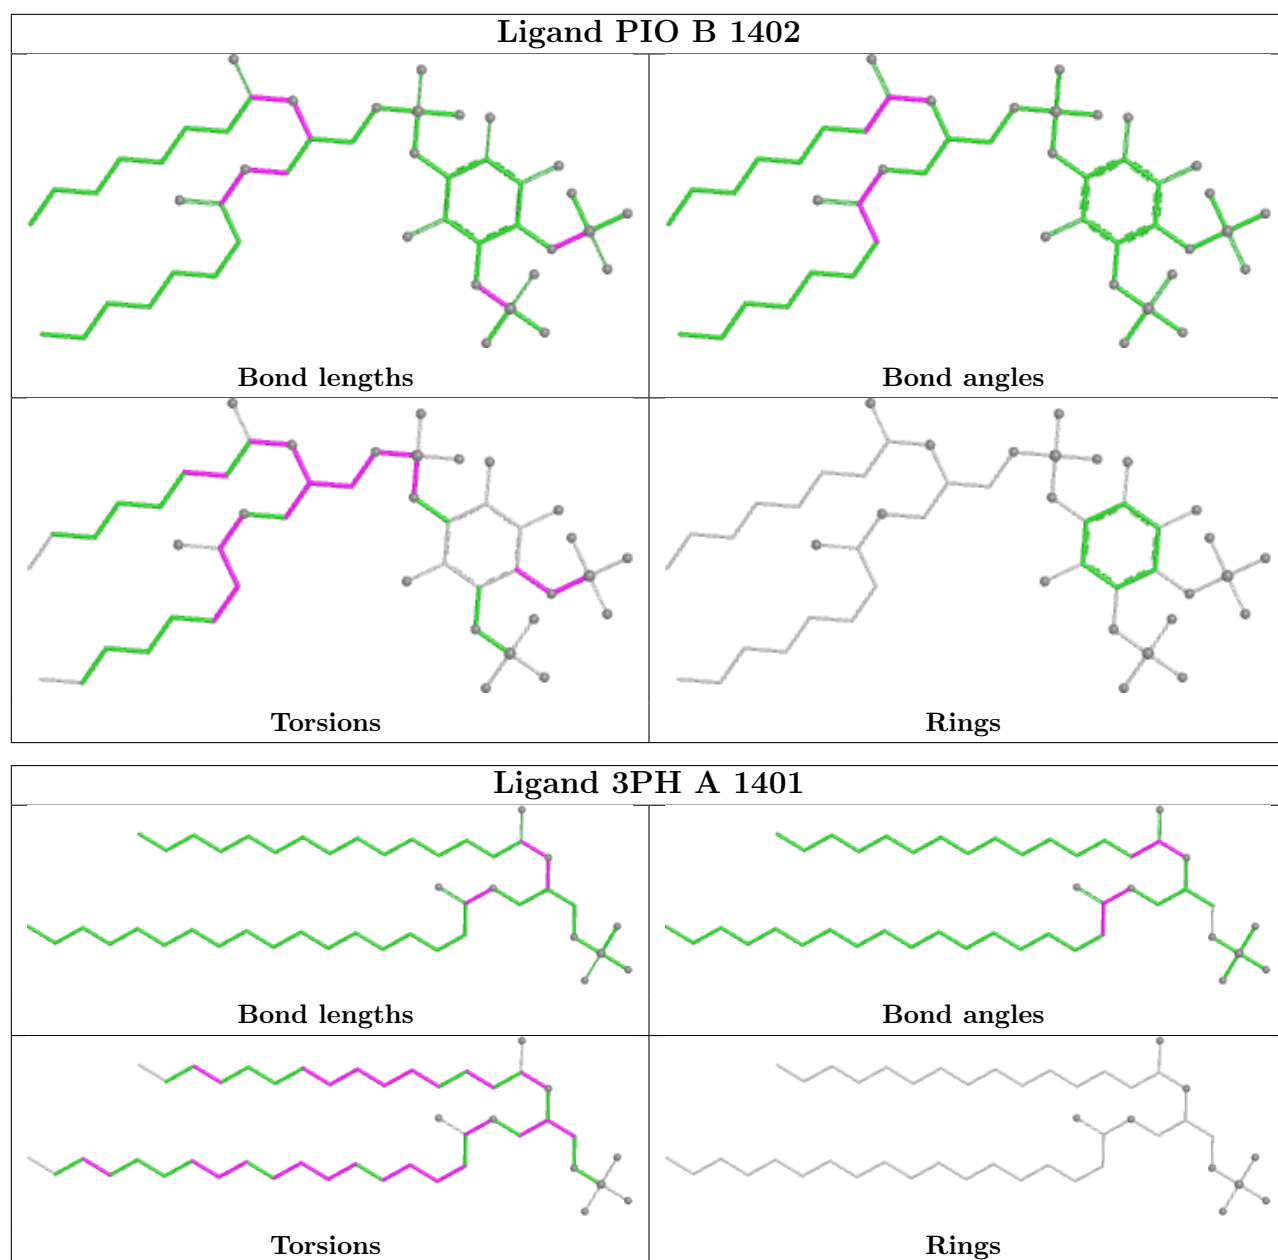 Ligand PIO B 1402
Bond lengths
Bond angles
Torsions
Rings
Ligand 3PH A 1401
Bond lengths
Bond angles
Torsions
Rings